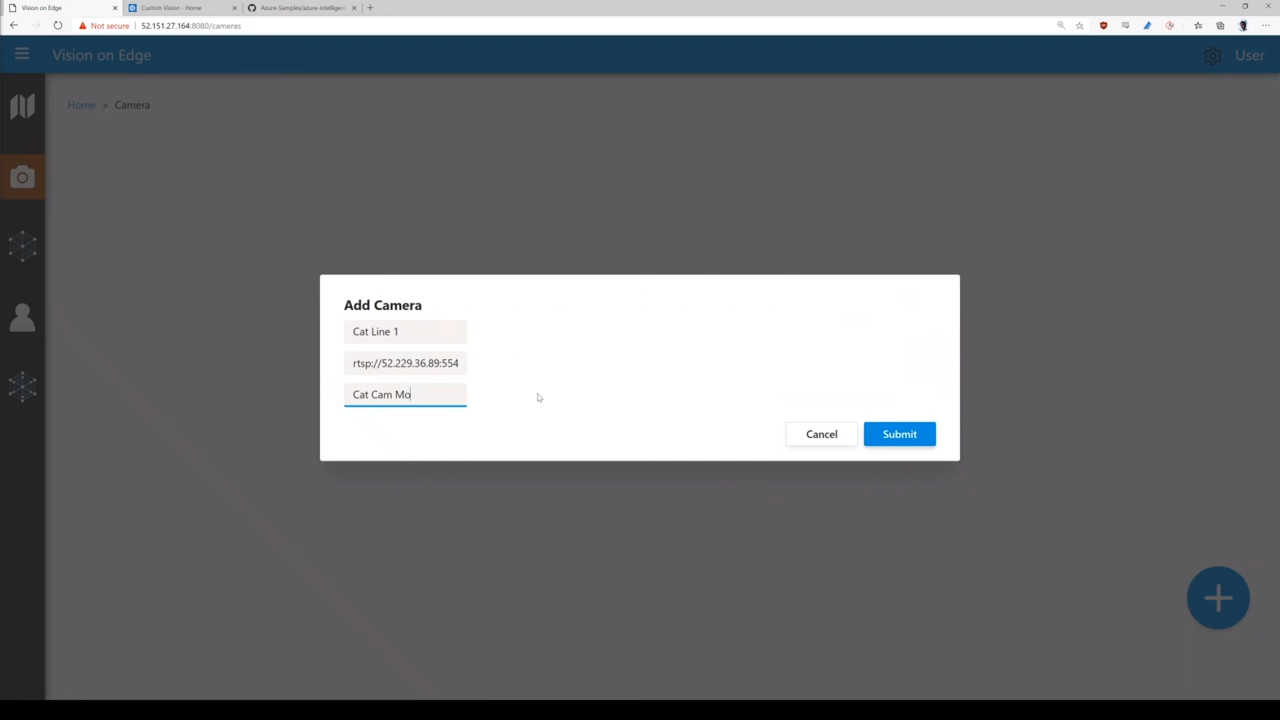 Vision on Edge
Custom Vision - Home
Azure-Samples/azure-intelligent
Not secure
52.151.27.164:8080/cameras
Vision on Edge
User
Home > Camera
Add Camera
Cat Line 1
rtsp://52.229.36.89:554
Cat Cam Mo
Cancel
Submit